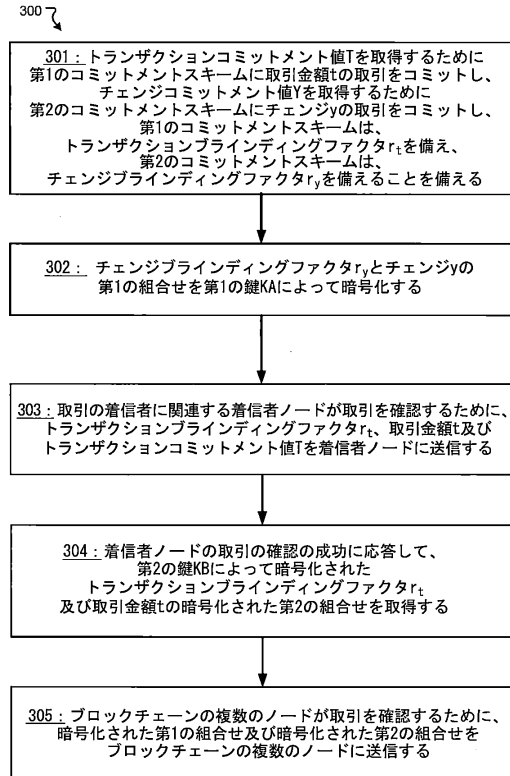 300
301：トランザクションコミットメント値Tを取得するために
第1のコミットメントスキームに取引金額tの取引をコミットし、
チェンジコミットメント値Yを取得するために
第2のコミットメントスキームにチェンジyの取引をコミットし、
第1のコミットメントスキームは、
トランザクションブラインディングファクタrtを備え、
第2のコミットメントスキームは、
チェンジブラインディングファクタryを備えることを備える
302：チェンジブラインディングファクタryとチェンジyの
第1の組合せを第1の鍵KAによって暗号化する
303：取引の着信者に関連する着信者ノードが取引を確認するために、
トランザクションブラインディングファクタrt、取引金額t及び
トランザクションコミットメント値Tを着信者ノードに送信する
304：着信者ノードの取引の確認の成功に応答して、
第2の鍵KBによって暗号化された
トランザクションブラインディングファクタrt
及び取引金額tの暗号化された第2の組合せを取得する
305：ブロックチェーンの複数のノードが取引を確認するために、
暗号化された第1の組合せ及び暗号化された第2の組合せを
ブロックチェーンの複数のノードに送信する